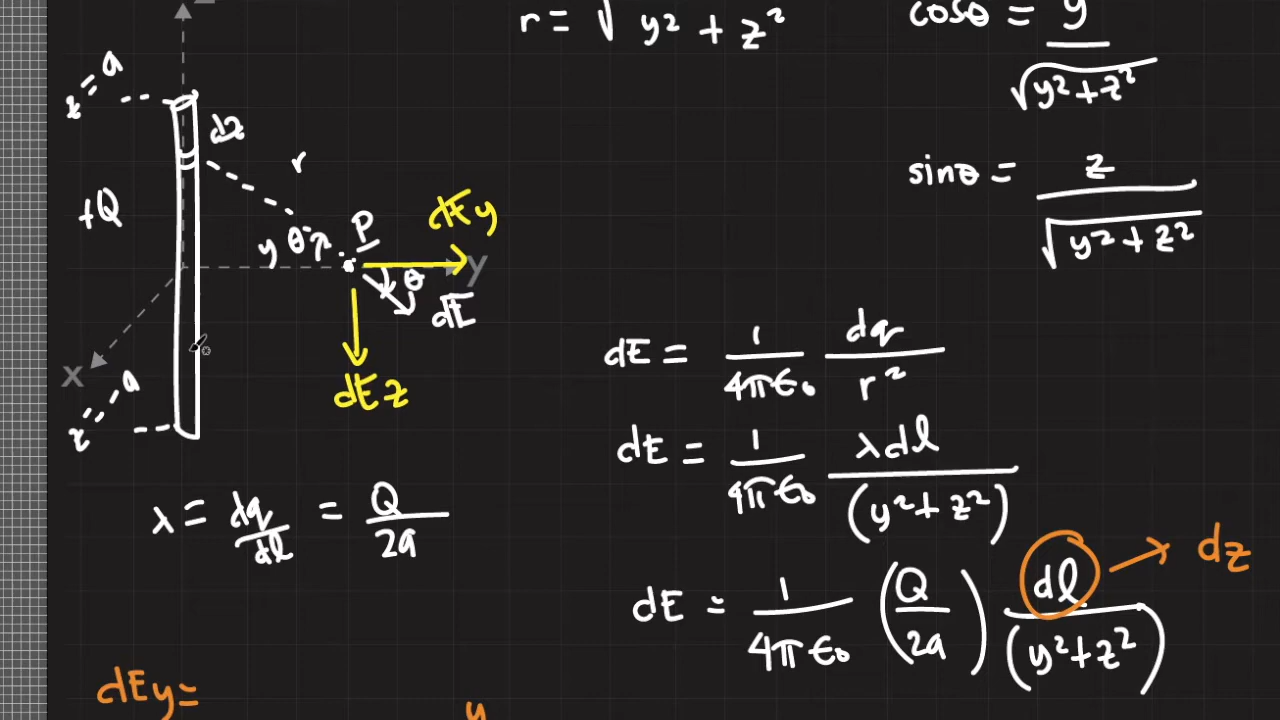 r = √y² + z²
cosθ = y / √y²+z²
z = a
dz
r
+Q
sinθ = z / √y²+z²
P
dEy
y θ
θ
y
dE
dEz
x
z = -a
dE = 1/4πϵ₀ dq/r²
dE = 1/4πϵ₀ λdl/(y²+z²)
λ = dq/dl = Q/2a
dE = 1/4πϵ₀ (Q/2a) dl/(y²+z²) → dz
dEy =
y